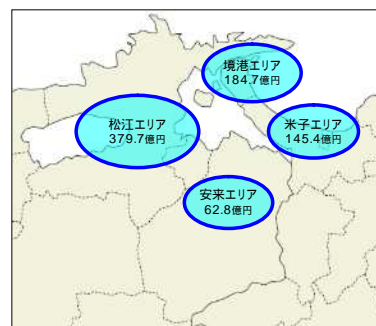 境港エリア
184.7億円
松江エリア
379.7億円
米子エリア
145.4億円
安来エリア
62.8億円